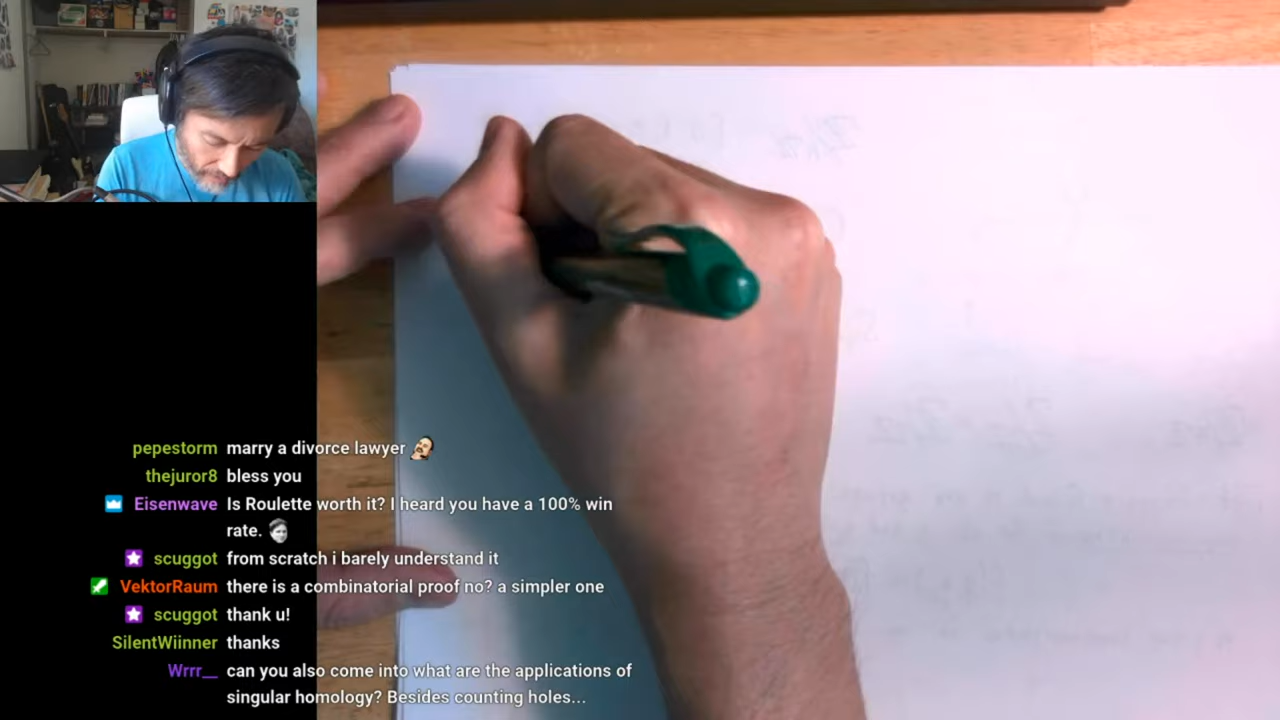 pepestorm marry a divorce lawyer
thejuror8 bless you
Eisenwave Is Roulette worth it? I heard you have a 100% win
rate.
scuggot from scratch i barely understand it
VektorRaum there is a combinatorial proof no? a simpler one
scuggot thank u!
SilentWiinner thanks
Wrrr__ can you also come into what are the applications of
singular homology? Besides counting holes...